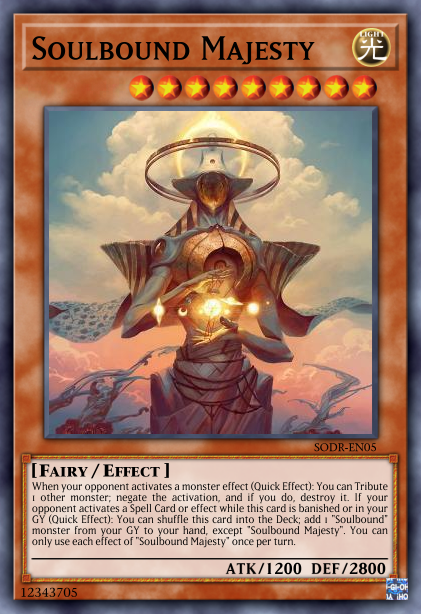 Soulbound Majesty
LIGHT
光
SODR-EN05
[ Fairy / Effect ]
When your opponent activates a monster effect (Quick Effect): You can Tribute
1 other monster; negate the activation, and if you do, destroy it. If your
opponent activates a Spell Card or effect while this card is banished or in your
GY (Quick Effect): You can shuffle this card into the Deck; add 1 "Soulbound"
monster from your GY to your hand, except "Soulbound Majesty". You can
only use each effect of "Soulbound Majesty" once per turn.
ATK/1200 DEF/2800
12343705